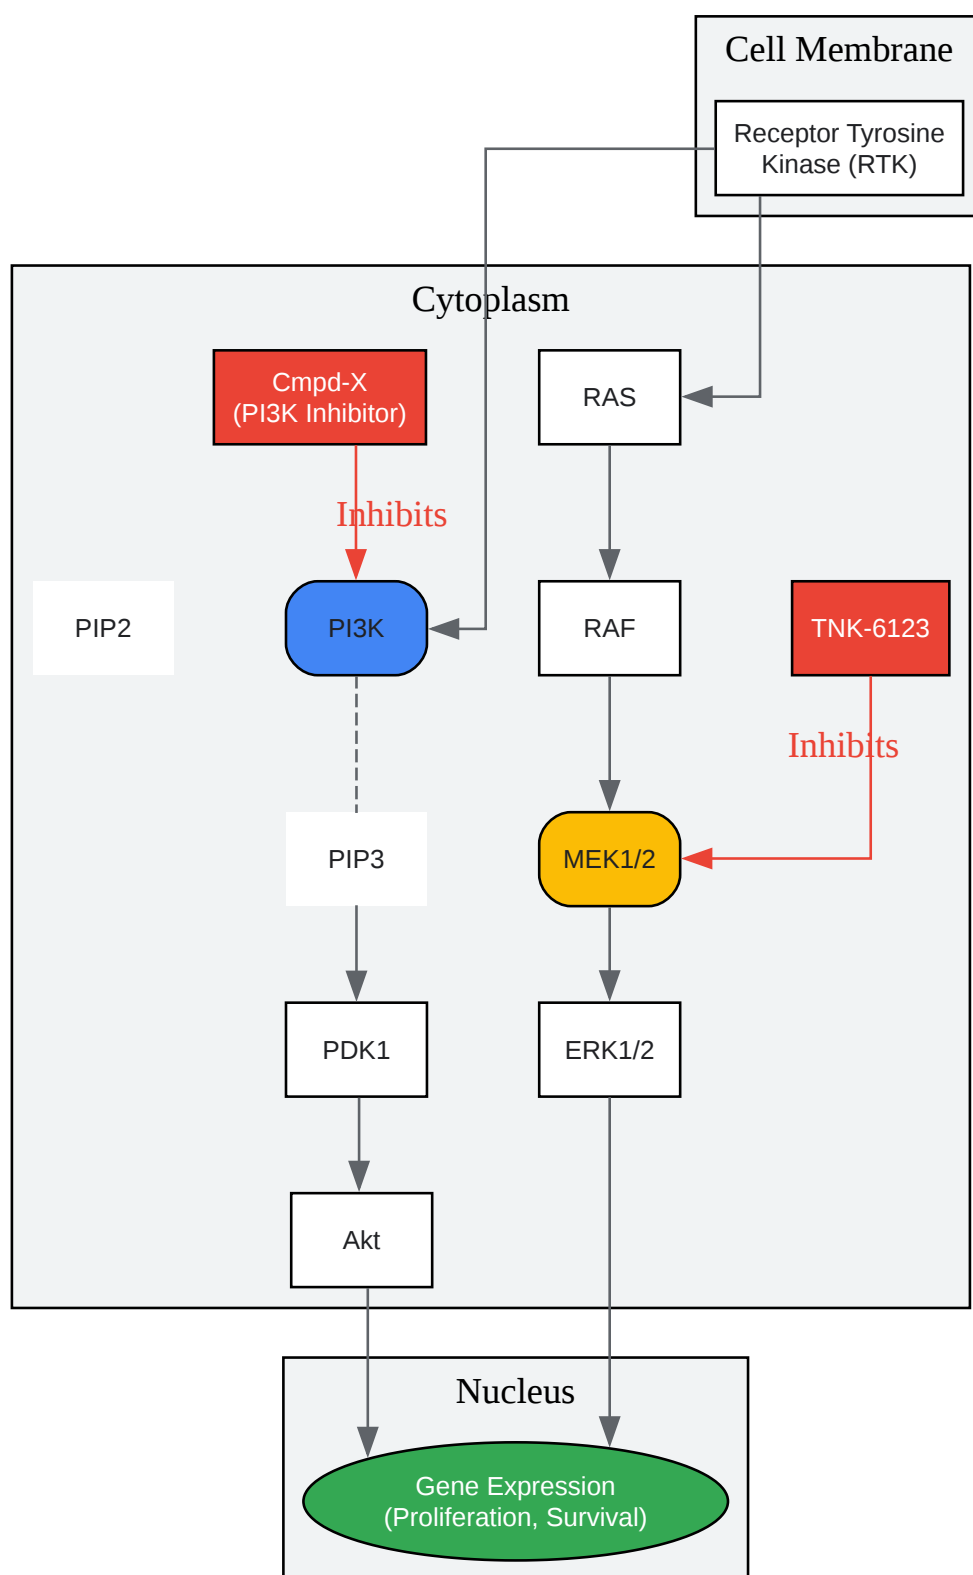 Cell Membrane
Receptor Tyrosine
Kinase (RTK)
Cytoplasm
Cmpd-X
(PI3K Inhibitor)
RAS
Inhibits
PIP2
PI3K
RAF
TNK-6123
Inhibits
PIP3
MEK1/2
PDK1
ERK1/2
Akt
Nucleus
Gene Expression
(Proliferation, Survival)